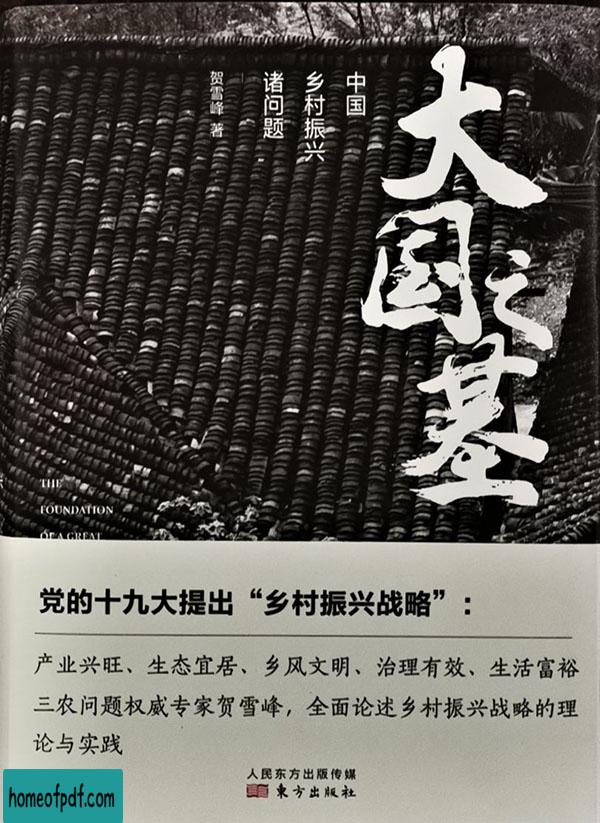 大国之基
中国
乡村振兴
诸问题
贺雪峰 著
THE
FOUNDATION
OF A GREAT
党的十九大提出“乡村振兴战略”：
产业兴旺、生态宜居、乡风文明、治理有效、生活富裕
三农问题权威专家贺雪峰，全面论述乡村振兴战略的理
论与实践
人民东方出版传媒
东方出版社
homeofpdf.com